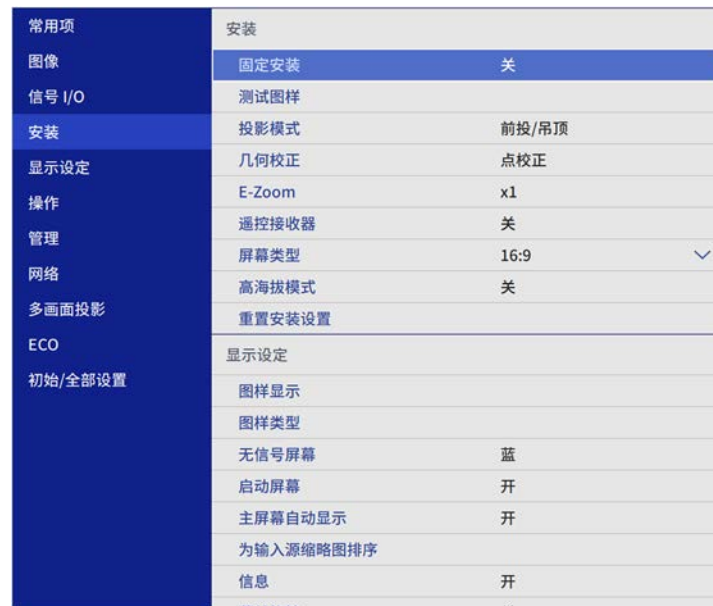 常用项
图像
信号 I/O
安装
显示设定
操作
管理
网络
多画面投影
ECO
初始/全部设置
安装
固定安装 关
测试图样
投影模式 前投/吊顶
几何校正 点校正
E-Zoom x1
遥控接收器 关
屏幕类型 16:9
高海拔模式 关
重置安装设置
显示设定
图样显示
图样类型
无信号屏幕 蓝
启动屏幕 开
主屏幕自动显示 开
为输入源缩略图排序
信息 开